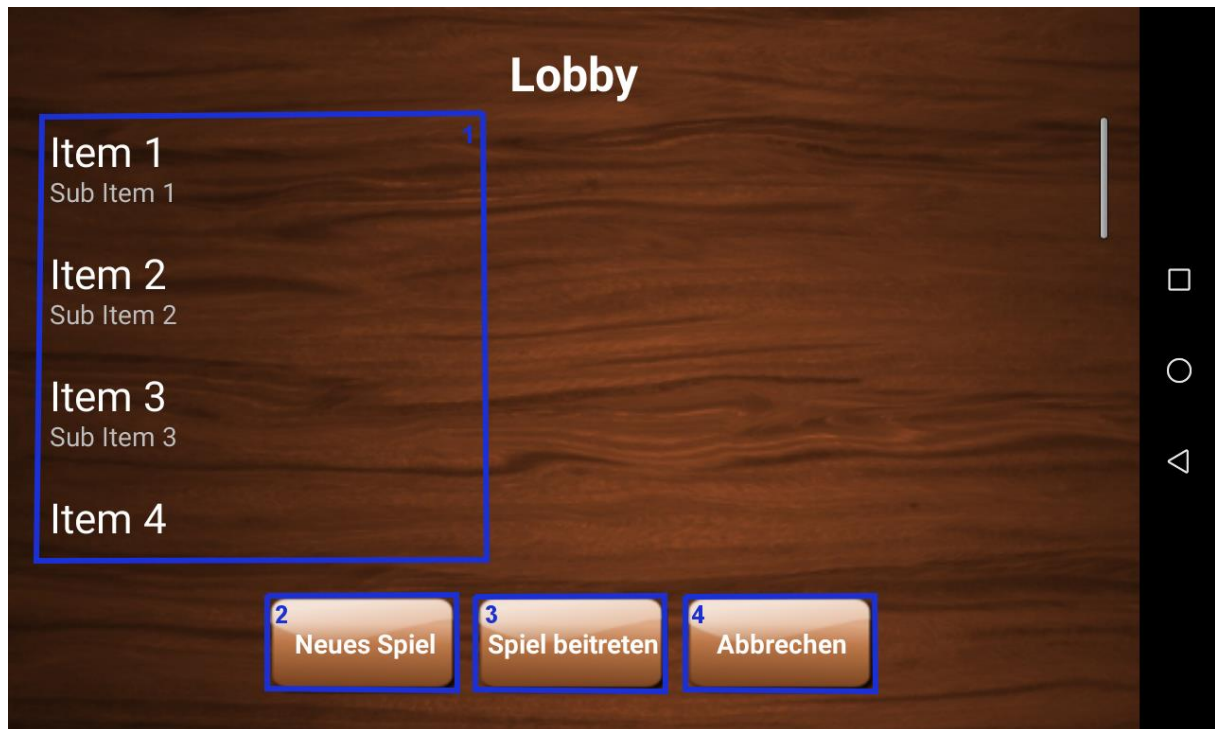 Lobby
1
Item 1
Sub Item 1
Item 2
Sub Item 2
Item 3
Sub Item 3
Item 4
2
Neues Spiel
3
Spiel beitreten
4
Abbrechen